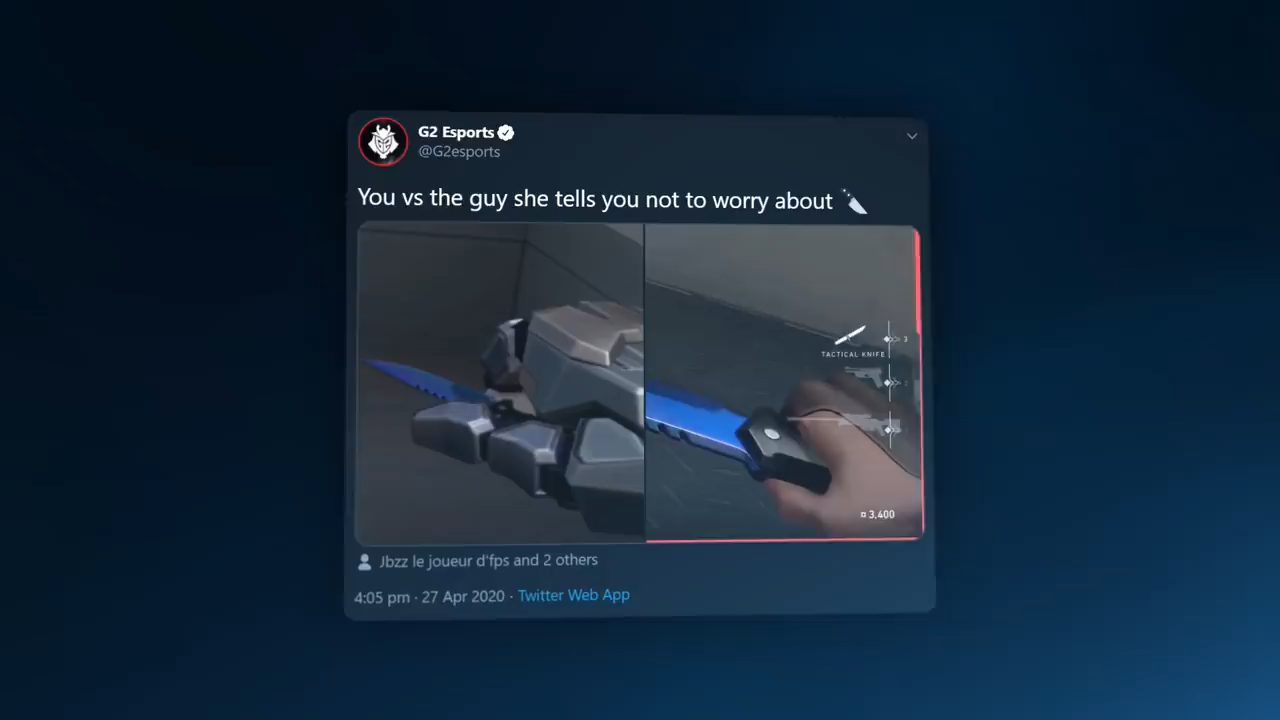 G2 Esports
@G2esports
You vs the guy she tells you not to worry about 🔪
3
TACTICAL KNIFE
¤ 3,400
Jbzz le joueur d'fps and 2 others
4:05 pm · 27 Apr 2020 · Twitter Web App